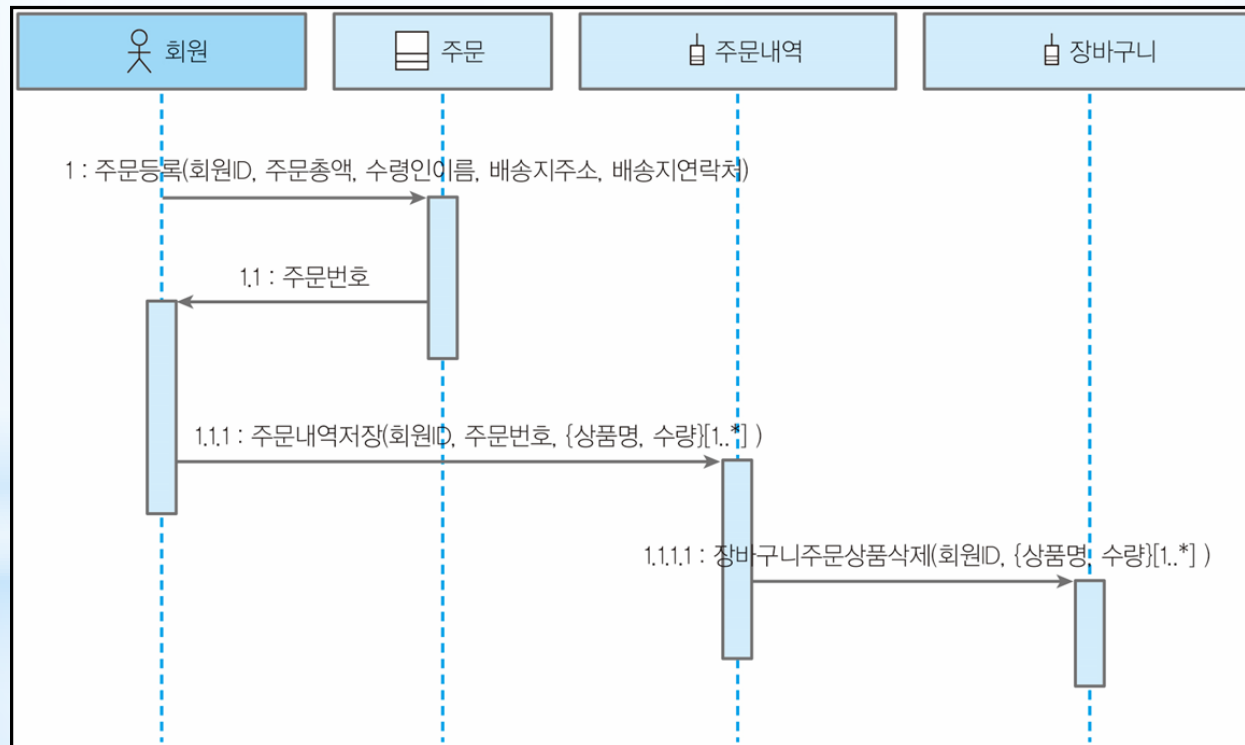 회원
주문
주문내역
장바구니
1 : 주문등록(회원ID, 주문총액, 수령인이름, 배송지주소, 배송지연락처)
1.1 : 주문번호
1.1.1 : 주문내역저장(회원ID, 주문번호, {상품명, 수량}[1..*] )
1.1.1.1 : 장바구니주문상품삭제(회원ID, {상품명, 수량}[1..*] )